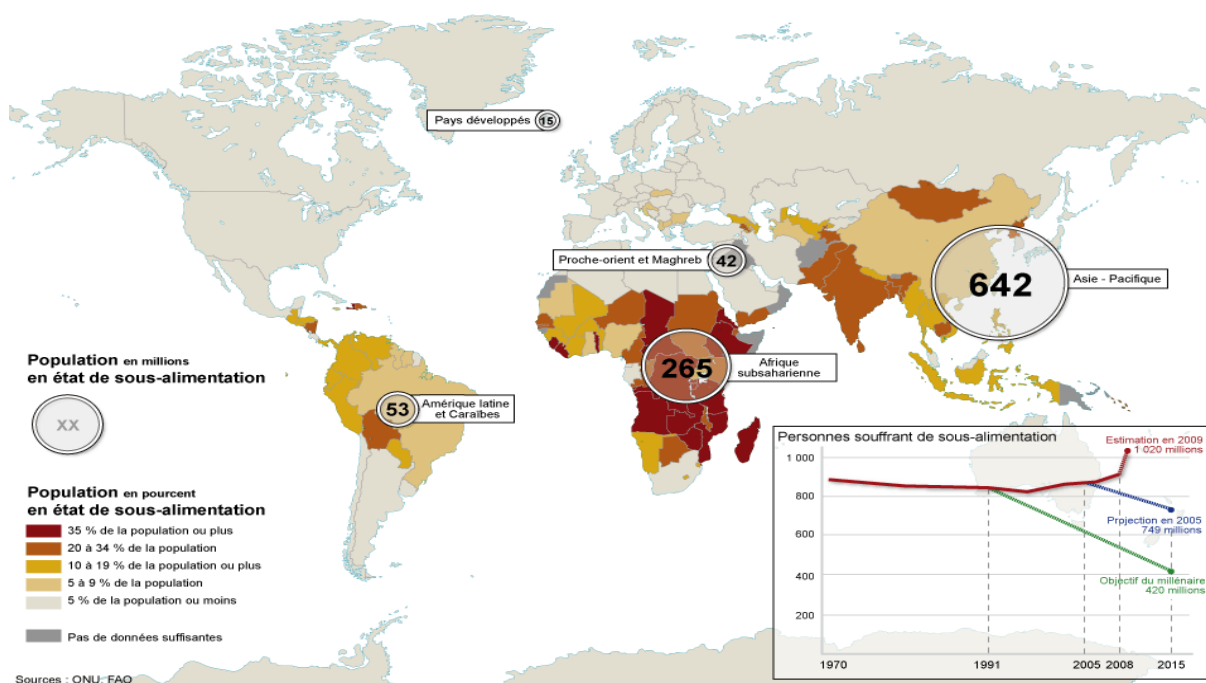 Pays développés 15
Proche-orient et Maghreb 42
642 Asie - Pacifique
265 Afrique
subsaharienne
53 Amérique latine
et Caraïbes
Population en millions
en état de sous-alimentation
XX
Population en pourcent
en état de sous-alimentation
35 % de la population ou plus
20 à 34 % de la population
10 à 19 % de la population ou plus
5 à 9 % de la population
5 % de la population ou moins
Pas de données suffisantes
Sources : ONU, FAO
Personnes souffrant de sous-alimentation
Estimation en 2009
1 020 millions
1 000
800
600
400
200
Projection en 2005
749 millions
Objectif du millénaire
420 millions
1970 1991 2005 2008 2015